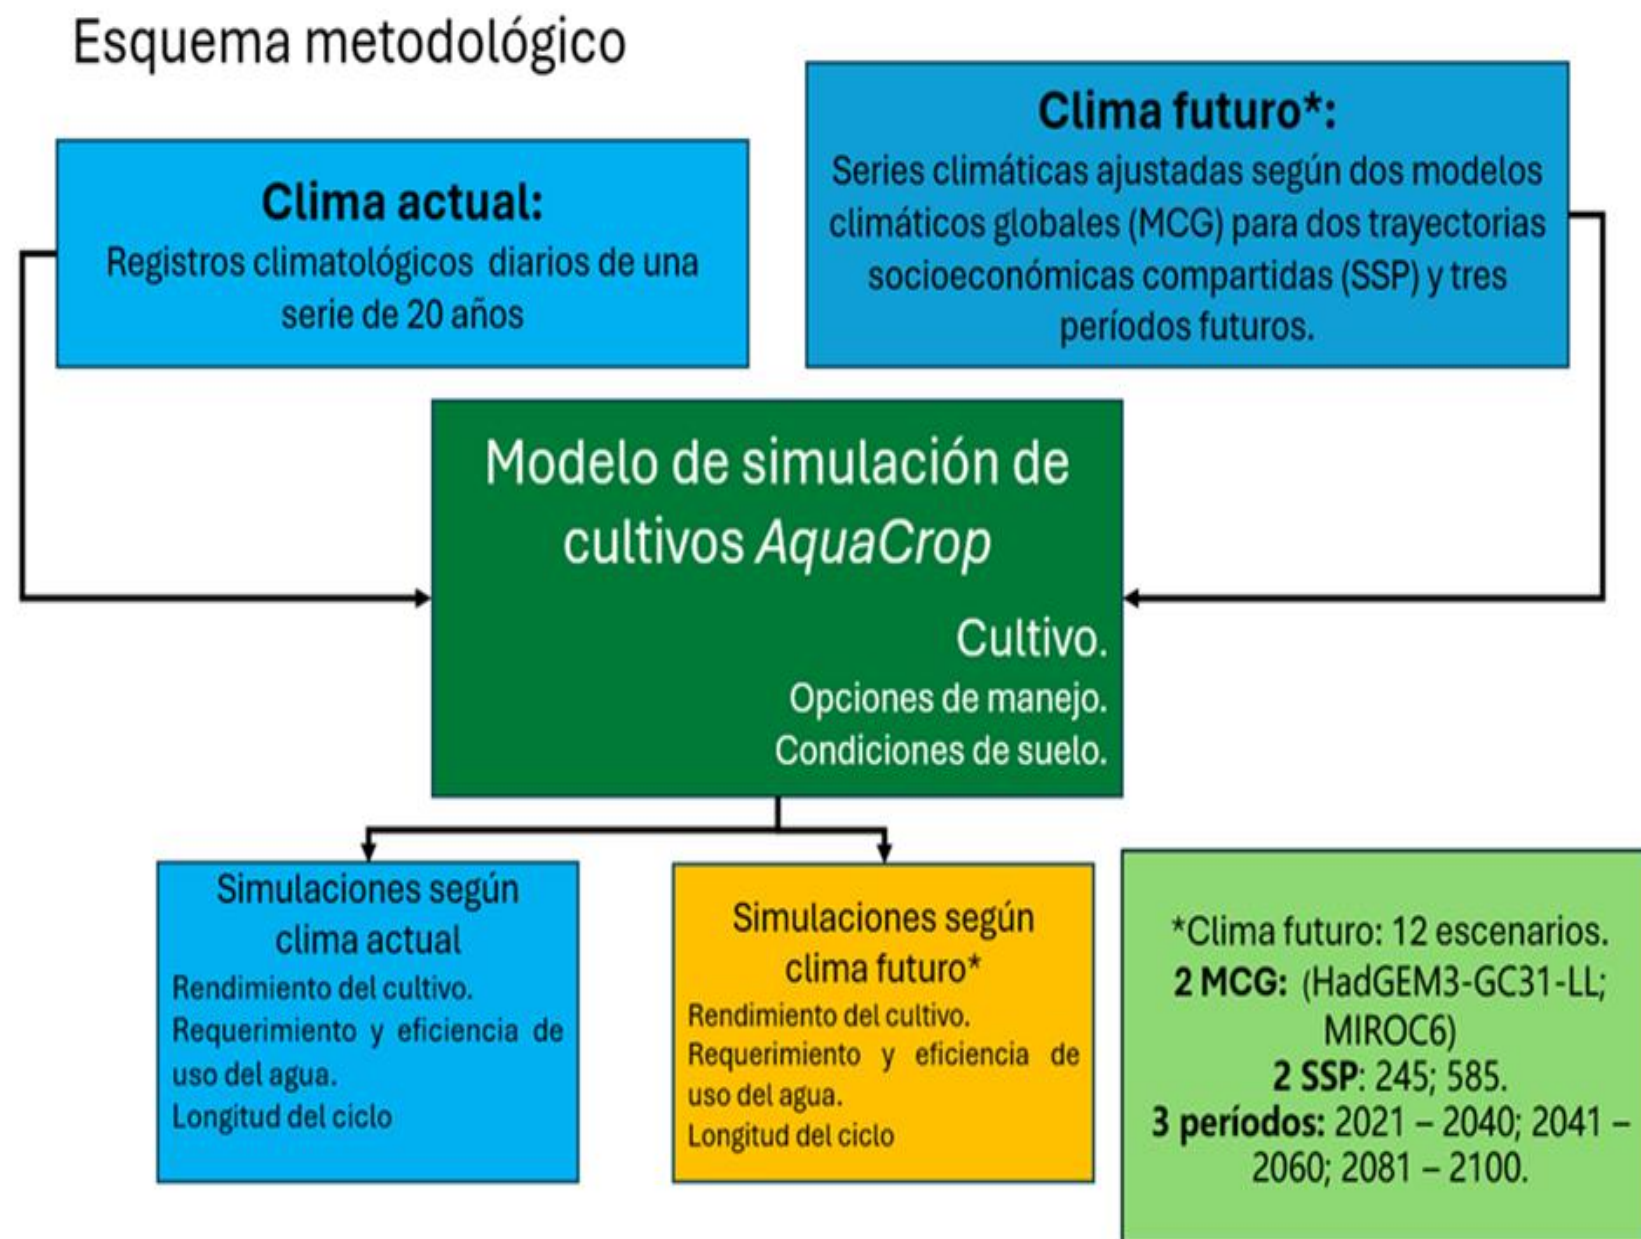 Esquema metodológico
Clima actual:
Registros climatológicos diarios de una
serie de 20 años
Clima futuro*:
Series climáticas ajustadas según dos modelos
climáticos globales (MCG) para dos trayectorias
socioeconómicas compartidas (SSP) y tres
períodos futuros.
Modelo de simulación de
cultivos AquaCrop
Cultivo.
Opciones de manejo.
Condiciones de suelo.
Simulaciones según
clima actual
Rendimiento del cultivo.
Requerimiento y eficiencia de
uso del agua.
Longitud del ciclo
Simulaciones según
clima futuro*
Rendimiento del cultivo.
Requerimiento y eficiencia de
uso del agua.
Longitud del ciclo
*Clima futuro: 12 escenarios.
2 MCG: (HadGEM3-GC31-LL;
MIROC6)
2 SSP: 245; 585.
3 períodos: 2021 – 2040; 2041 –
2060; 2081 – 2100.